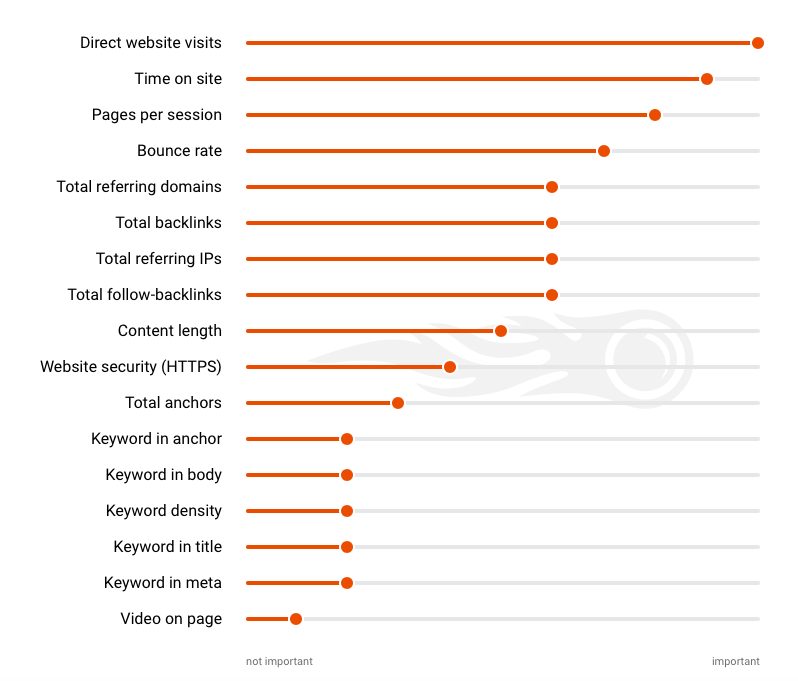 Direct website visits
Time on site
Pages per session
Bounce rate
Total referring domains
Total backlinks
Total referring IPs
Total follow-backlinks
Content length
Website security (HTTPS)
Total anchors
Keyword in anchor
Keyword in body
Keyword density
Keyword in title
Keyword in meta
Video on page
not important important